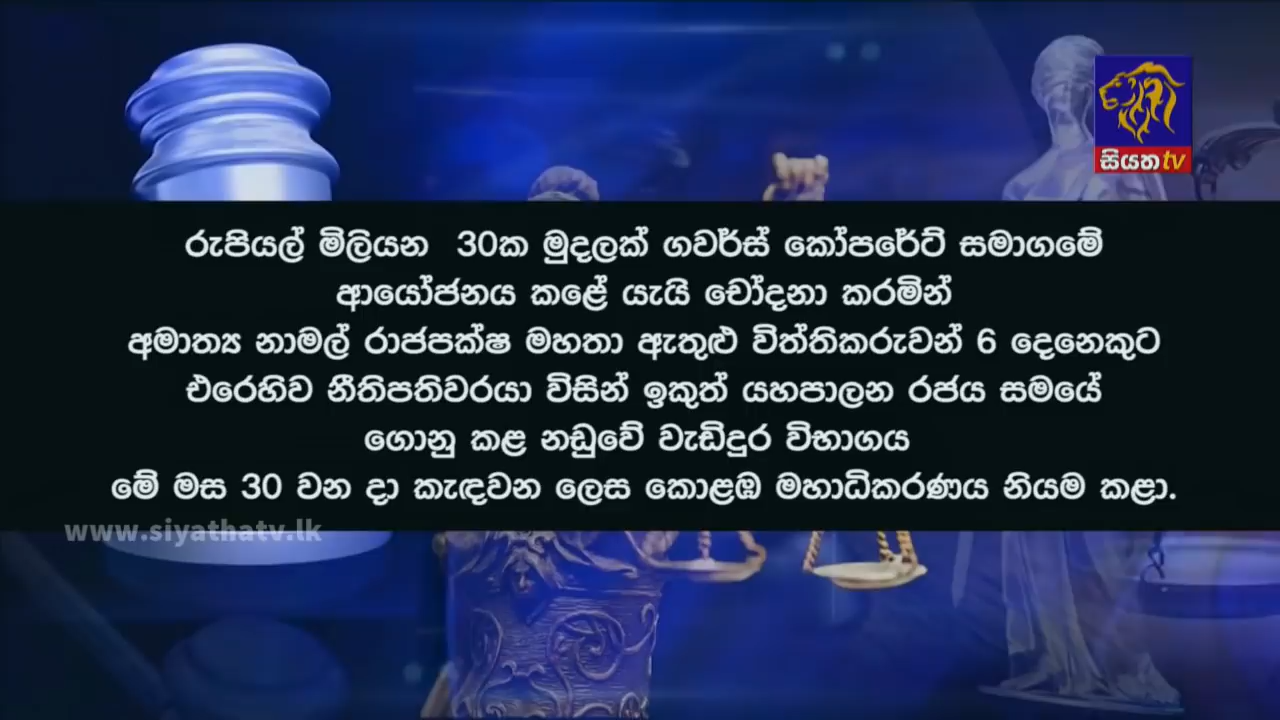 සියත tv
රුපියල් මිලියන 30ක මුදලක් ගවර්ස් කෝපරේට් සමාගමේ
ආයෝජනය කළේ යැයි චෝදනා කරමින්
අමාත්‍ය නාමල් රාජපක්ෂ මහතා ඇතුළු විත්තිකරුවන් 6 දෙනෙකුට
එරෙහිව නීතිපතිවරයා විසින් ඉකුත් යහපාලන රජය සමයේ
ගොනු කළ නඩුවේ වැඩිදුර විභාගය
මේ මස 30 වන දා කැඳවන ලෙස කොළඹ මහාධිකරණය නියම කළා.
www.siyathatv.lk